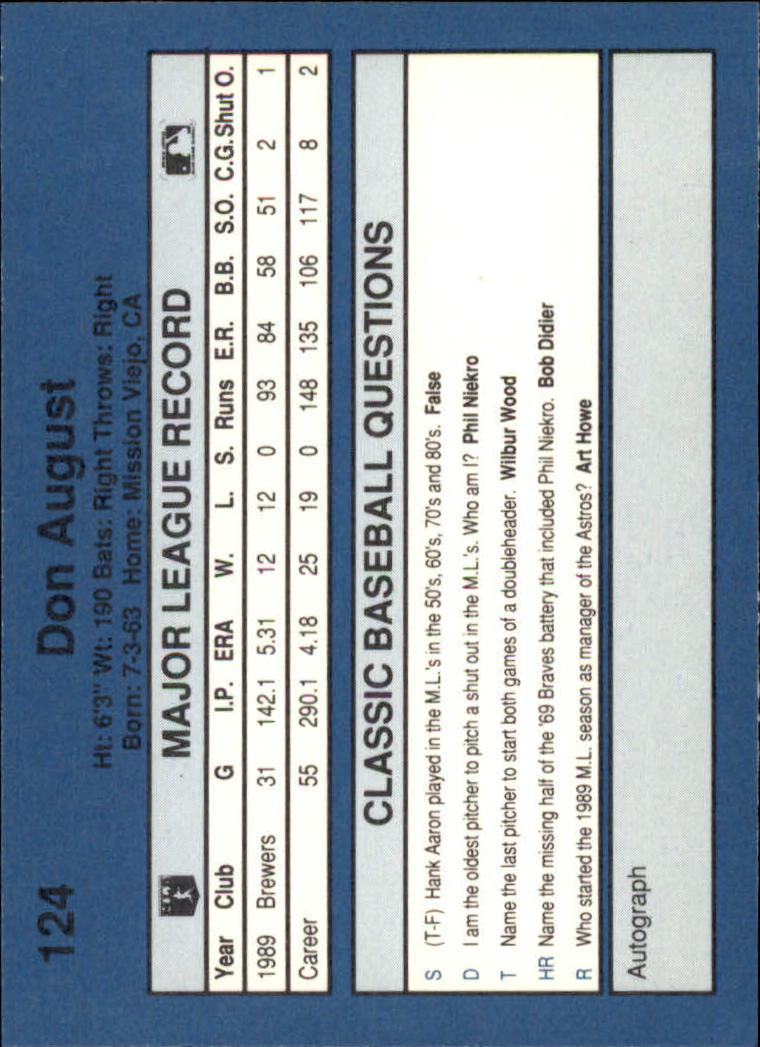 124 Don August
Ht: 6'3" Wt: 190 Bats: Right Throws: Right
Born: 7-3-63 Home: Mission Viejo, CA
MAJOR LEAGUE RECORD
Year Club G I.P. ERA W. L. S. Runs E.R. B.B. S.O. C.G. Shut O.
1989 Brewers 31 142.1 5.31 12 12 0 93 84 58 51 2 1
Career 55 290.1 4.18 25 19 0 148 135 106 117 8 2
CLASSIC BASEBALL QUESTIONS
S (T-F) Hank Aaron played in the M.L.'s in the 50's, 60's, 70's and 80's. False
D I am the oldest pitcher to pitch a shut out in the M.L.'s. Who am I? Phil Niekro
T Name the last pitcher to start both games of a doubleheader. Wilbur Wood
HR Name the missing half of the '69 Braves battery that included Phil Niekro. Bob Didier
R Who started the 1989 M.L. season as manager of the Astros? Art Howe
Autograph